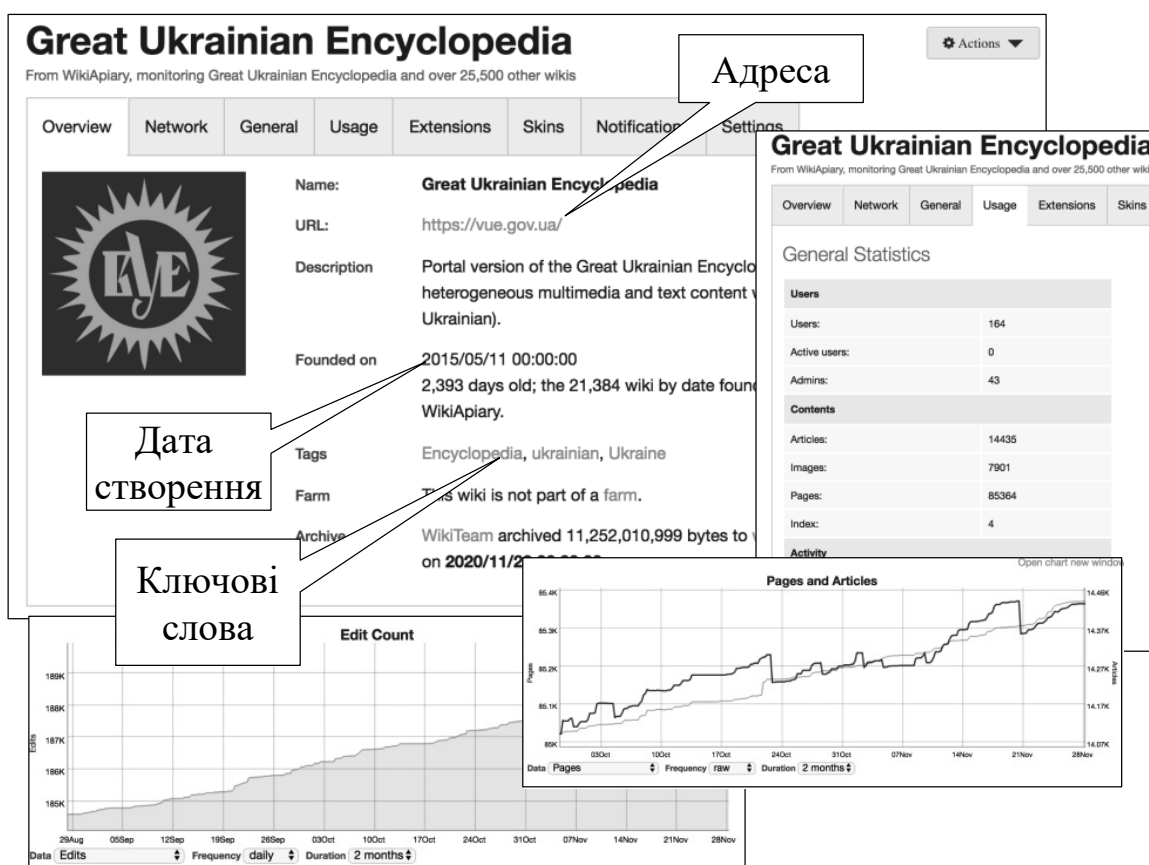 Great Ukrainian Encyclopedia
Actions
From WikiApiary, monitoring Great Ukrainian Encyclopedia and over 25,500 other wikis
Адреса
Overview Network General Usage Extensions Skins Notification Settings
ВУЕ
Name: Great Ukrainian Encyclopedia
URL: https://vue.gov.ua/
Description Portal version of the Great Ukrainian Encyclo
heterogeneous multimedia and text content
Ukrainian).
Founded on 2015/05/11 00:00:00
2,393 days old; the 21,384 wiki by date foun
WikiApiary.
Дата
створення
Tags Encyclopedia, ukrainian, Ukraine
Farm This wiki is not part of a farm.
Archive WikiTeam archived 11,252,010,999 bytes to
on 2020/11/2
Ключові
слова
Great Ukrainian Encyclopedia
From WikiApiary, monitoring Great Ukrainian Encyclopedia and over 25,500 other wiki
Overview Network General Usage Extensions Skins
General Statistics
Users
Users: 164
Active users: 0
Admins: 43
Contents
Articles: 14435
Images: 7901
Pages: 85364
Index: 4
Activity
Open chart new window
Pages and Articles
85.4K 14.46K
85.3K 14.37K
85.2K 14.27K
Pages Articles
85.1K 14.17K
85K 14.07K
03Oct 10Oct 17Oct 24Oct 31Oct 07Nov 14Nov 21Nov 28Nov
Data Pages Frequency raw Duration 2 months
Edit Count
189K
188K
187K
Edits
186K
185K
29Aug 05Sep 12Sep 19Sep 26Sep 03Oct 10Oct 17Oct 24Oct 31Oct 07Nov 14Nov 21Nov 28Nov
Data Edits Frequency daily Duration 2 months